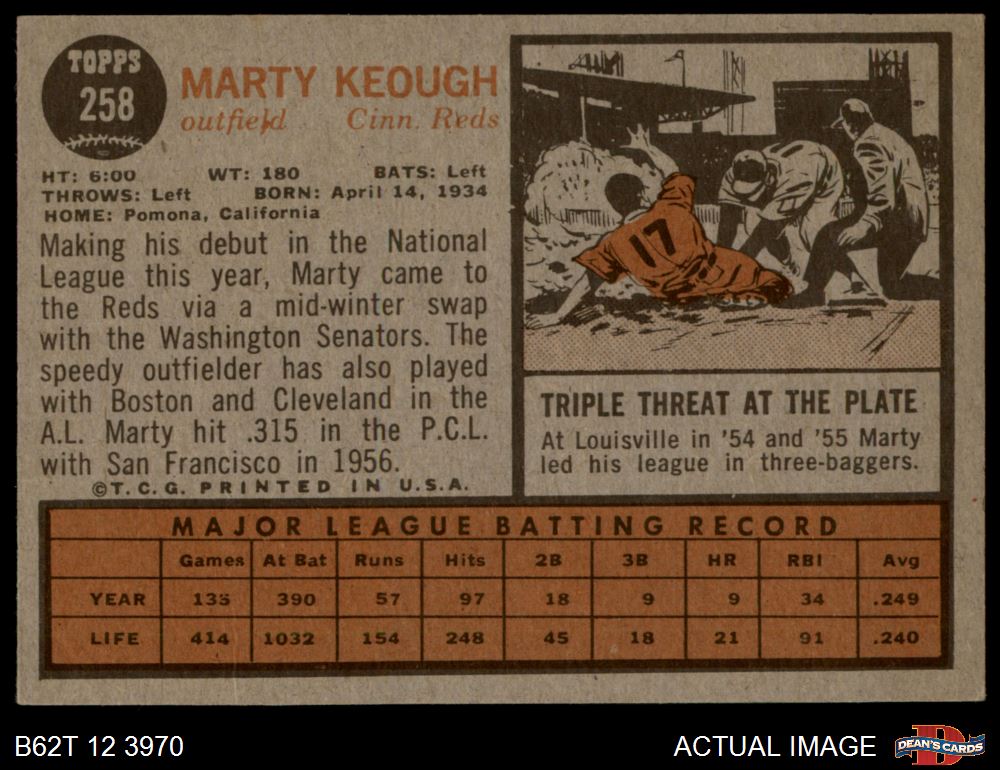 TOPPS
258
MARTY KEOUGH
outfield Cinn. Reds
HT: 6:00 WT: 180 BATS: Left
THROWS: Left BORN: April 14, 1934
HOME: Pomona, California
Making his debut in the National
League this year, Marty came to
the Reds via a mid-winter swap
with the Washington Senators. The
speedy outfielder has also played
with Boston and Cleveland in the
A.L. Marty hit .315 in the P.C.L.
with San Francisco in 1956.
©T.C.G. PRINTED IN U.S.A.
17
TRIPLE THREAT AT THE PLATE
At Louisville in '54 and '55 Marty
led his league in three-baggers.
MAJOR LEAGUE BATTING RECORD
Games At Bat Runs Hits 2B 3B HR RBI Avg
YEAR 135 390 57 97 18 9 9 34 .249
LIFE 414 1032 154 248 45 18 21 91 .240
B62T 12 3970
ACTUAL IMAGE
D
DEAN'S CARDS